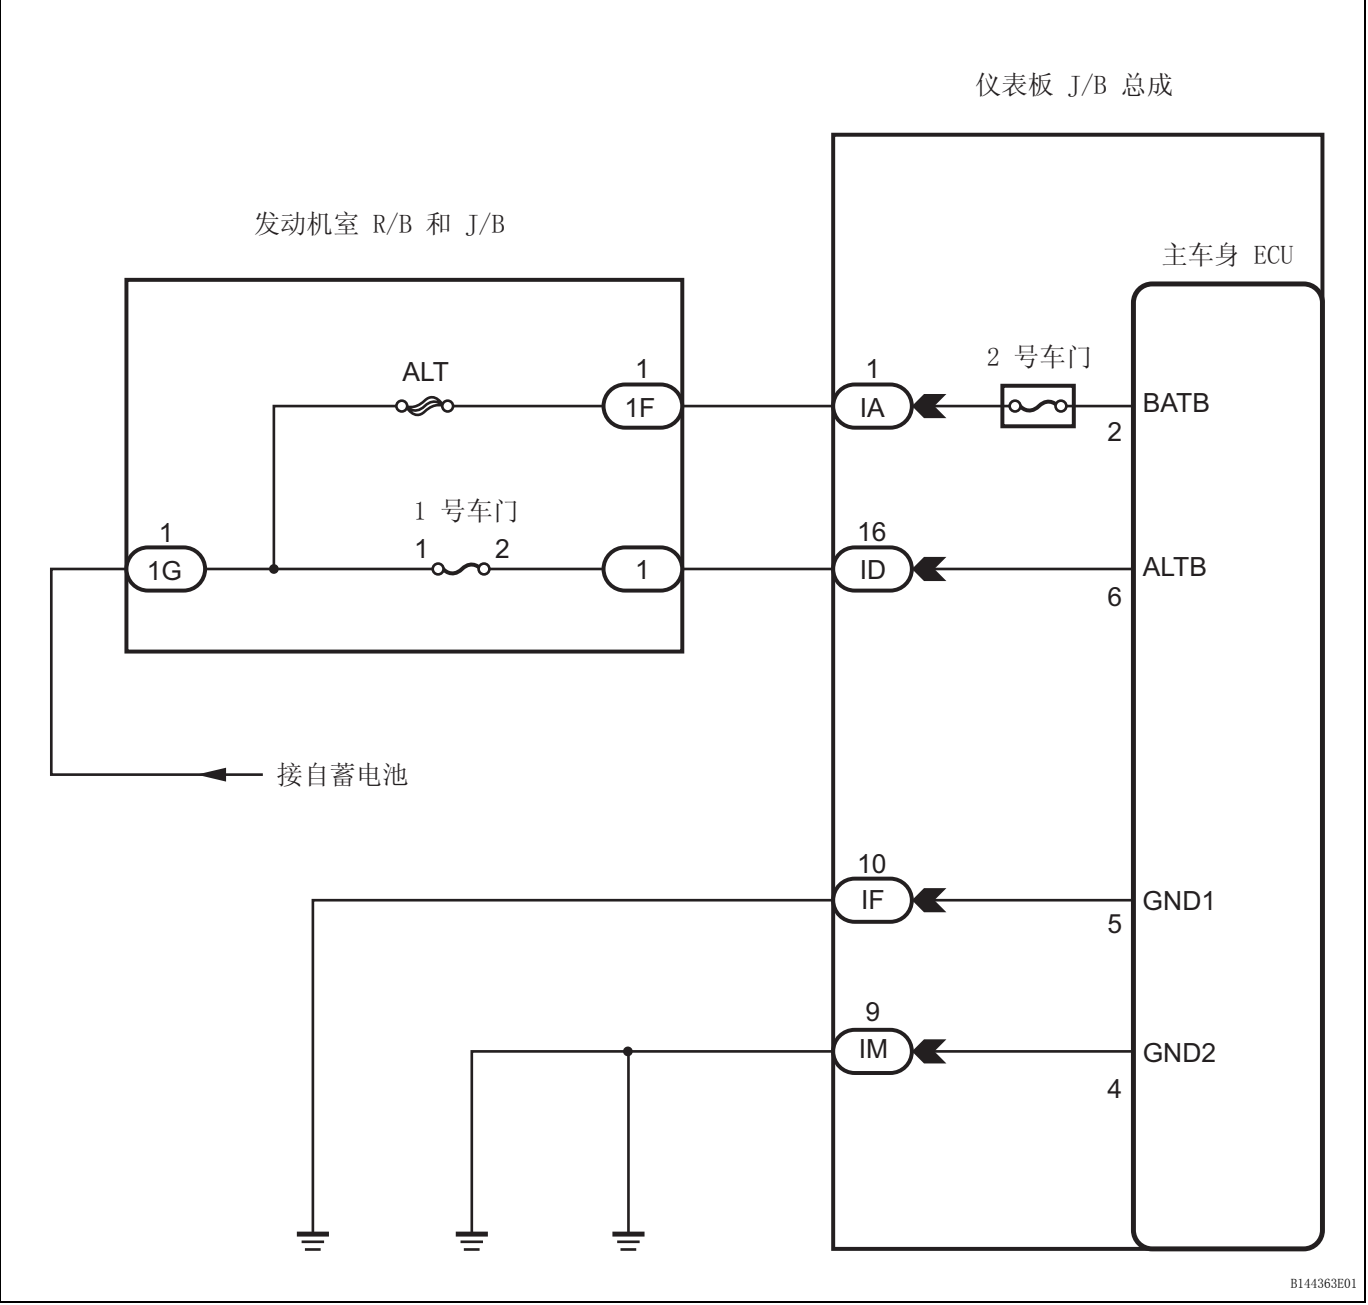 仪表板 J/B 总成
发动机室 R/B 和 J/B
主车身 ECU
ALT
1
1F
1
IA
2 号车门
BATB
2
1 号车门
1
1G
1
2
1
16
ID
ALTB
6
接自蓄电池
10
IF
GND1
5
9
IM
GND2
4
B144363E01